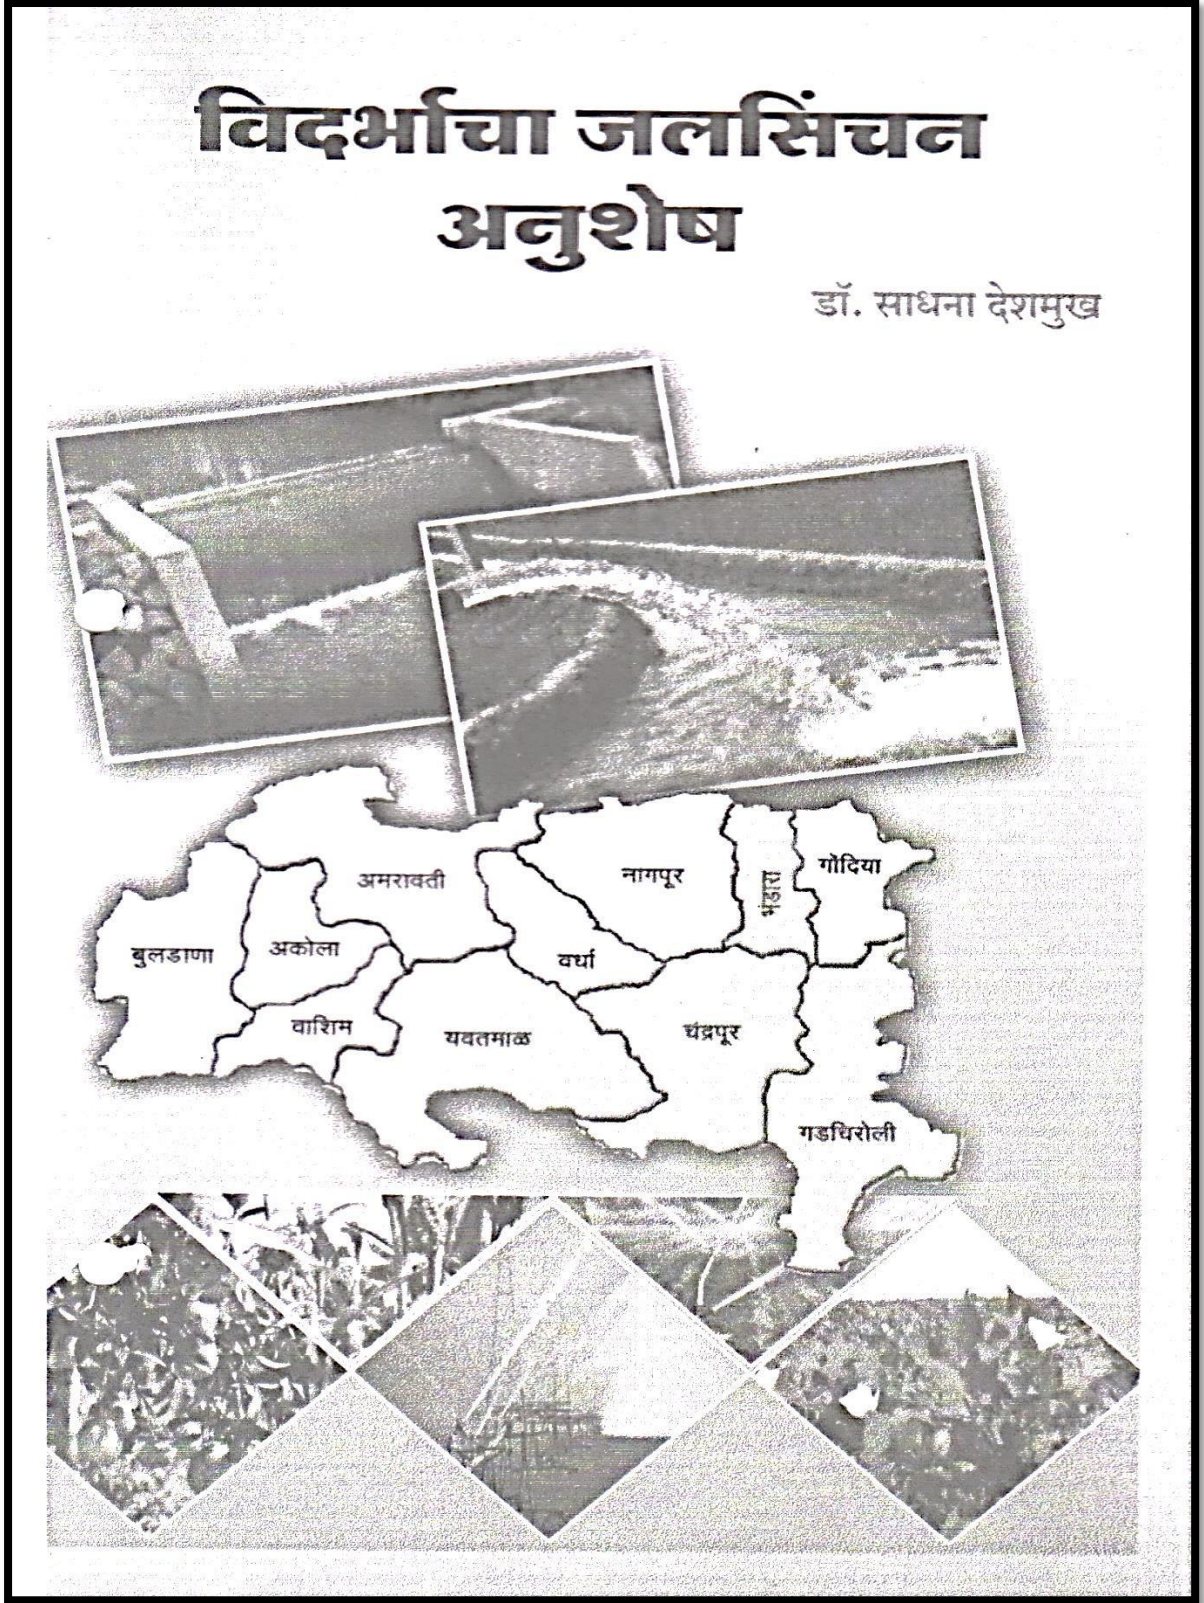 विदर्भाचा जलसिंचन
अनुशेष
डॉ. साधना देशमुख
अमरावती
नागपूर
भंडारा
गोंदिया
बुलडाणा
अकोला
वर्धा
वाशिम
यवतमाळ
चंद्रपूर
गडचिरोली